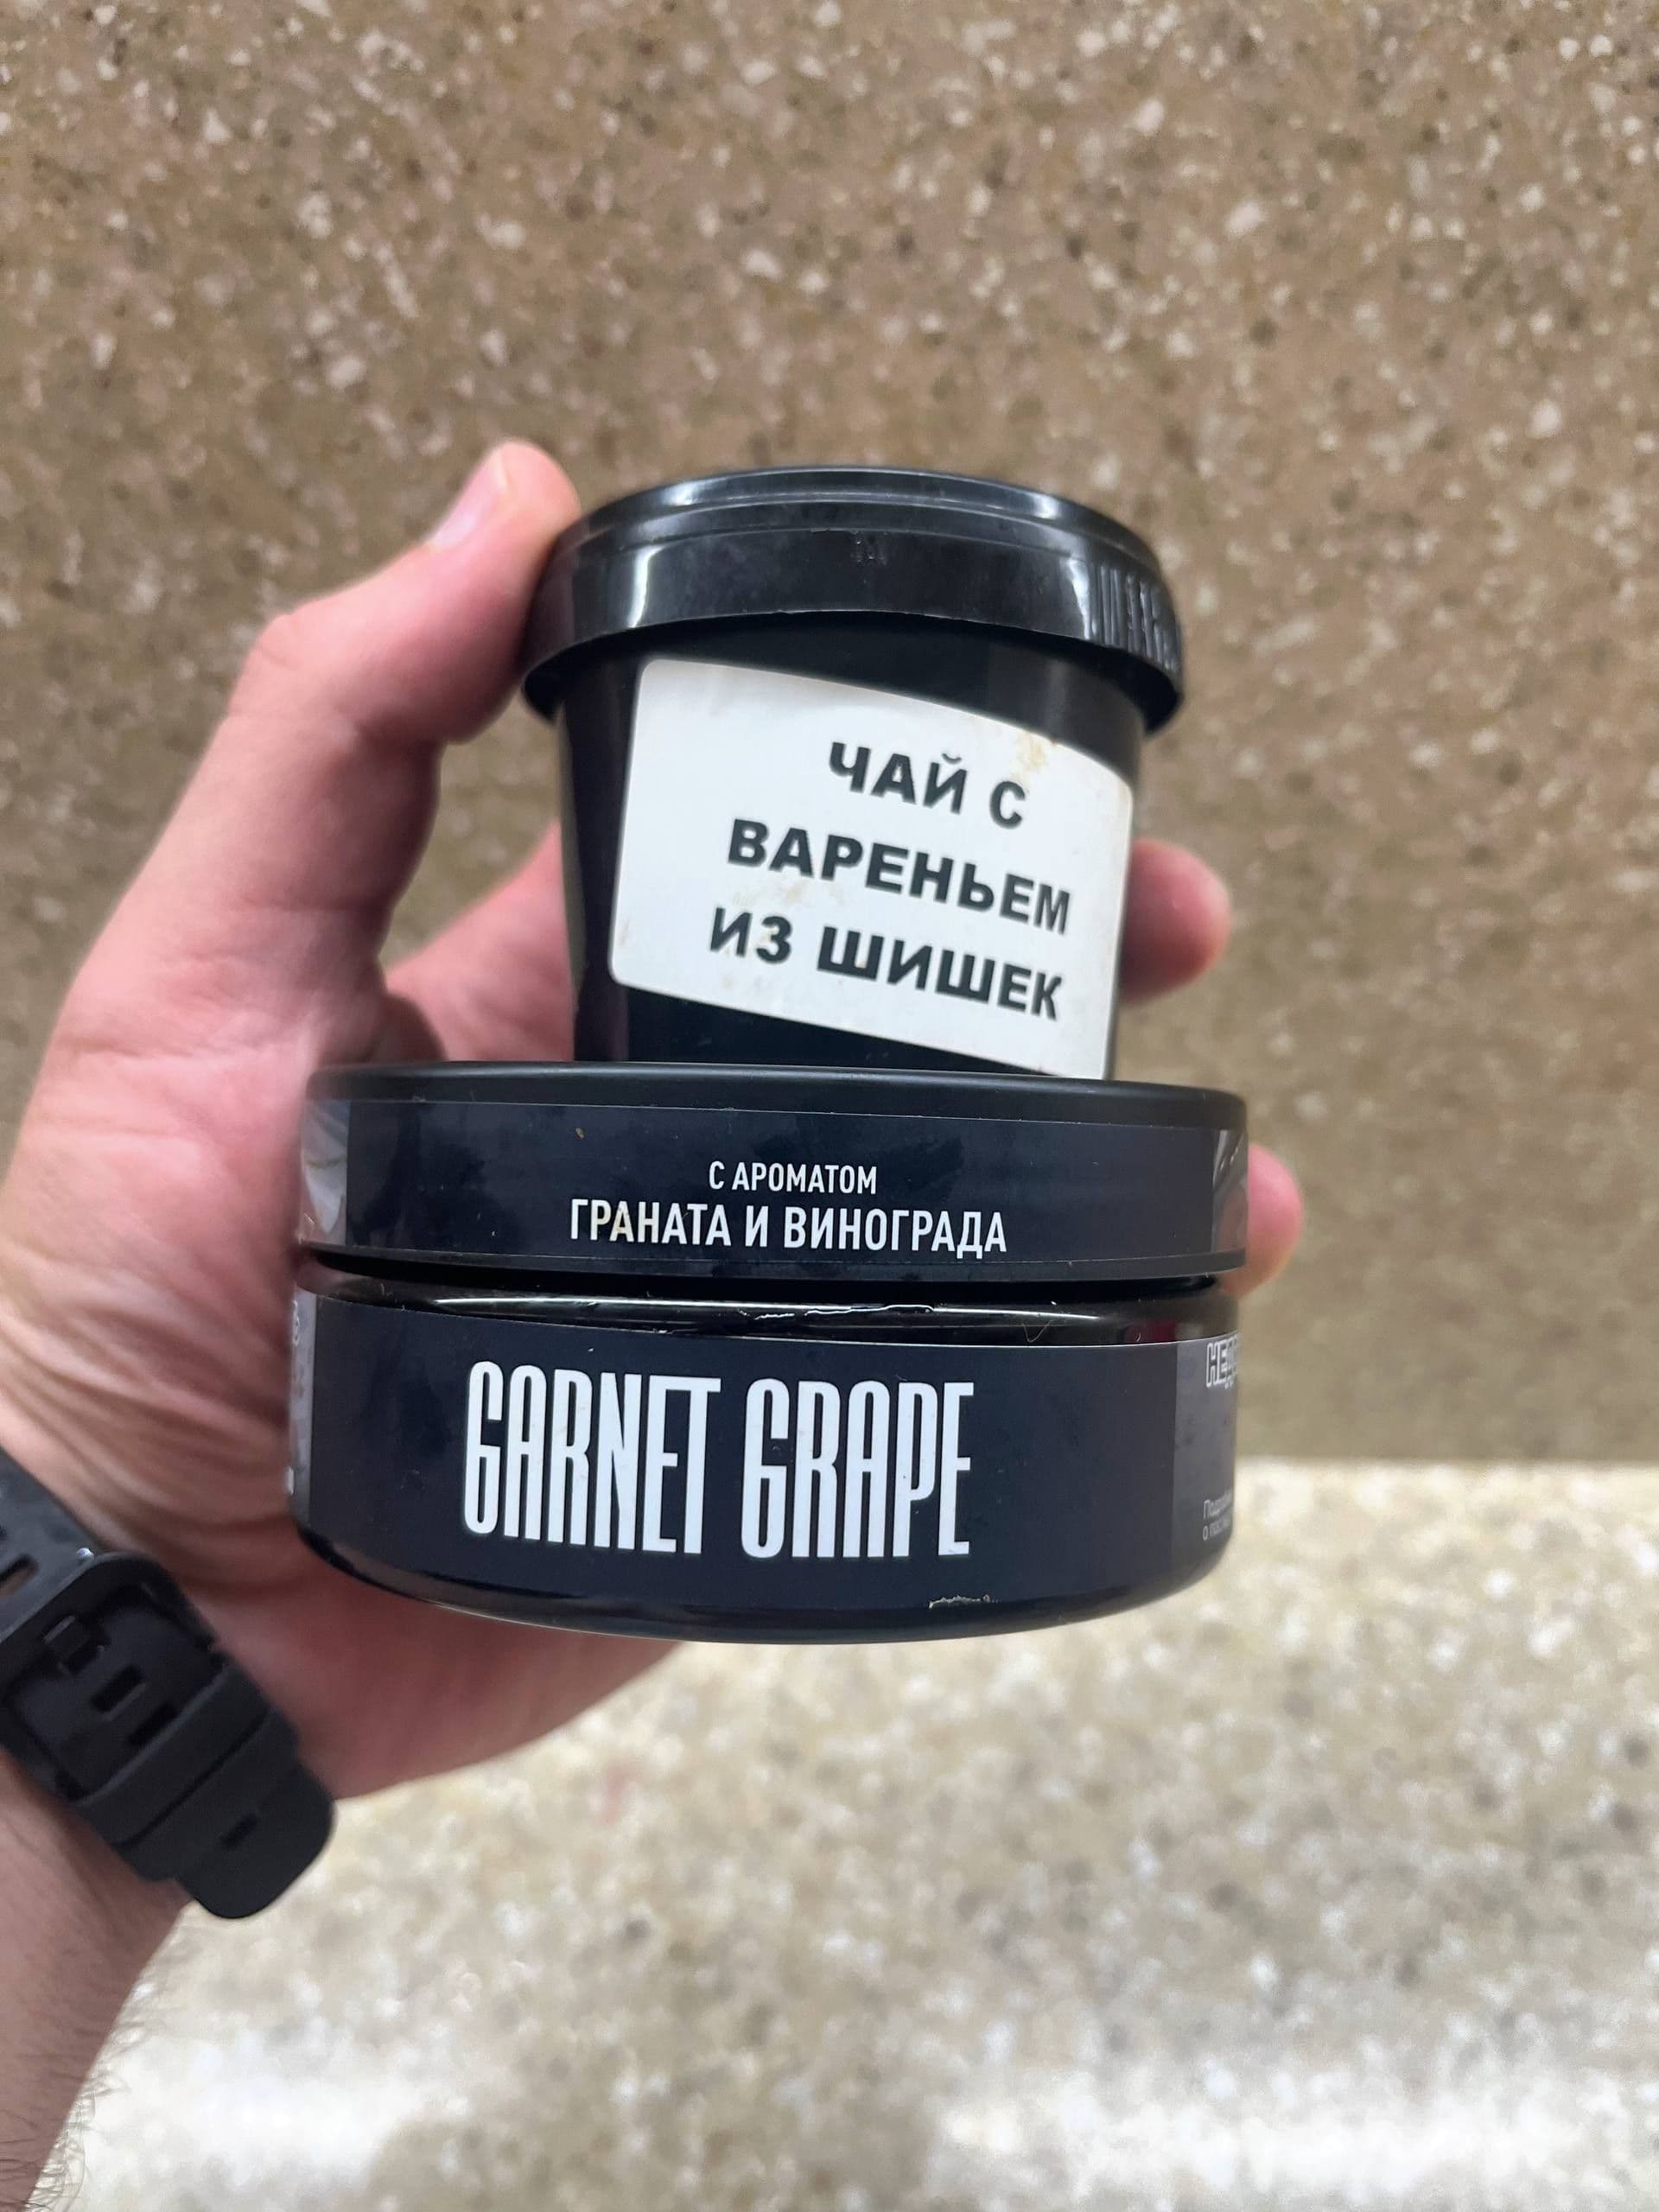 ЧАЙ С
ВАРЕНЬЕМ
ИЗ ШИШЕК
С АРОМАТОМ
ГРАНАТА И ВИНОГРАДА
GARNET GRAPE